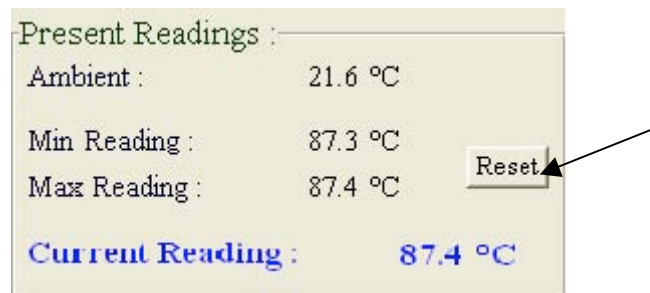 Present Readings :
Ambient : 21.6 °C
Min Reading : 87.3 °C
Reset
Max Reading : 87.4 °C
Current Reading : 87.4 °C